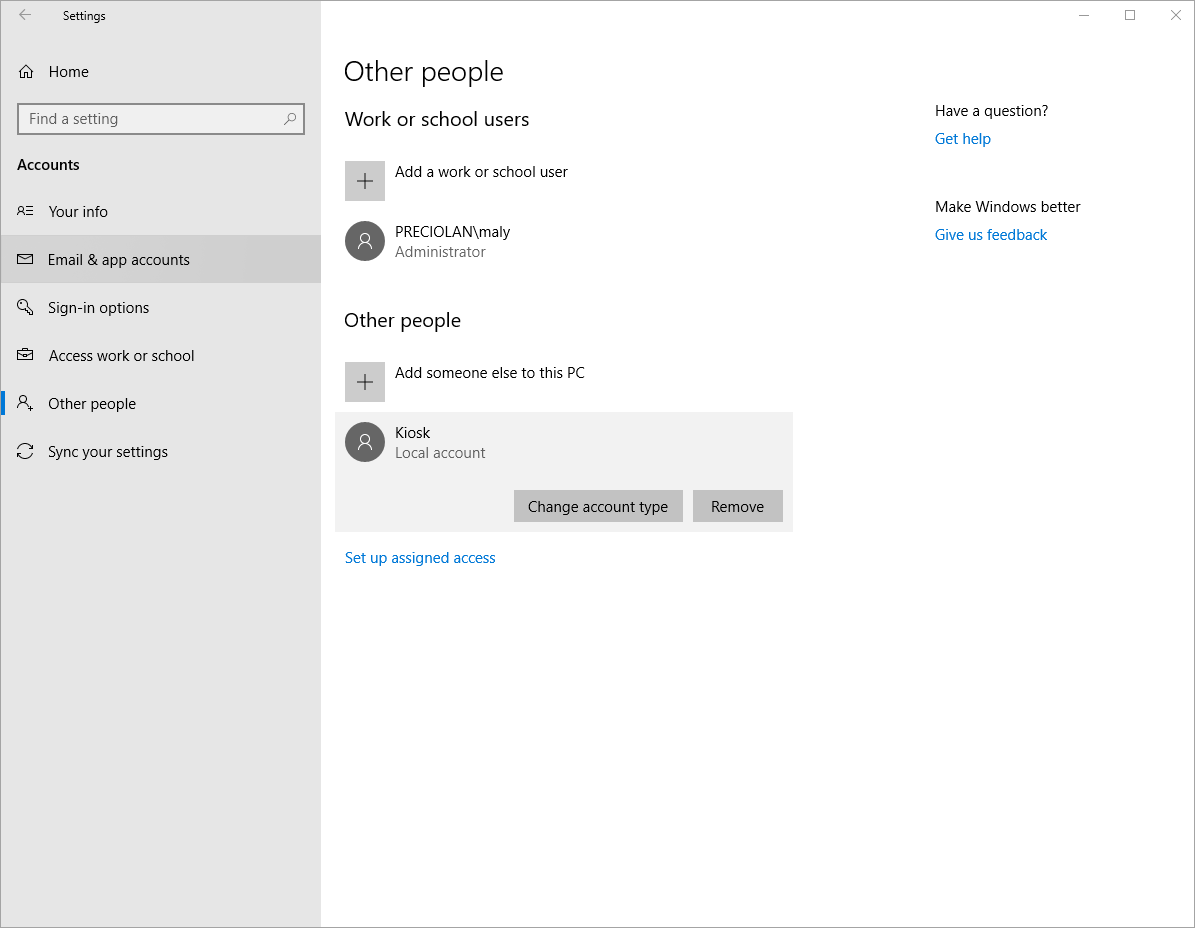 Settings
Home
Find a setting
Accounts
Your info
Email & app accounts
Sign-in options
Access work or school
Other people
Sync your settings
Other people
Work or school users
Add a work or school user
PRECIOLAN\maly
Administrator
Other people
Add someone else to this PC
Kiosk
Local account
Change account type
Remove
Set up assigned access
Have a question?
Get help
Make Windows better
Give us feedback